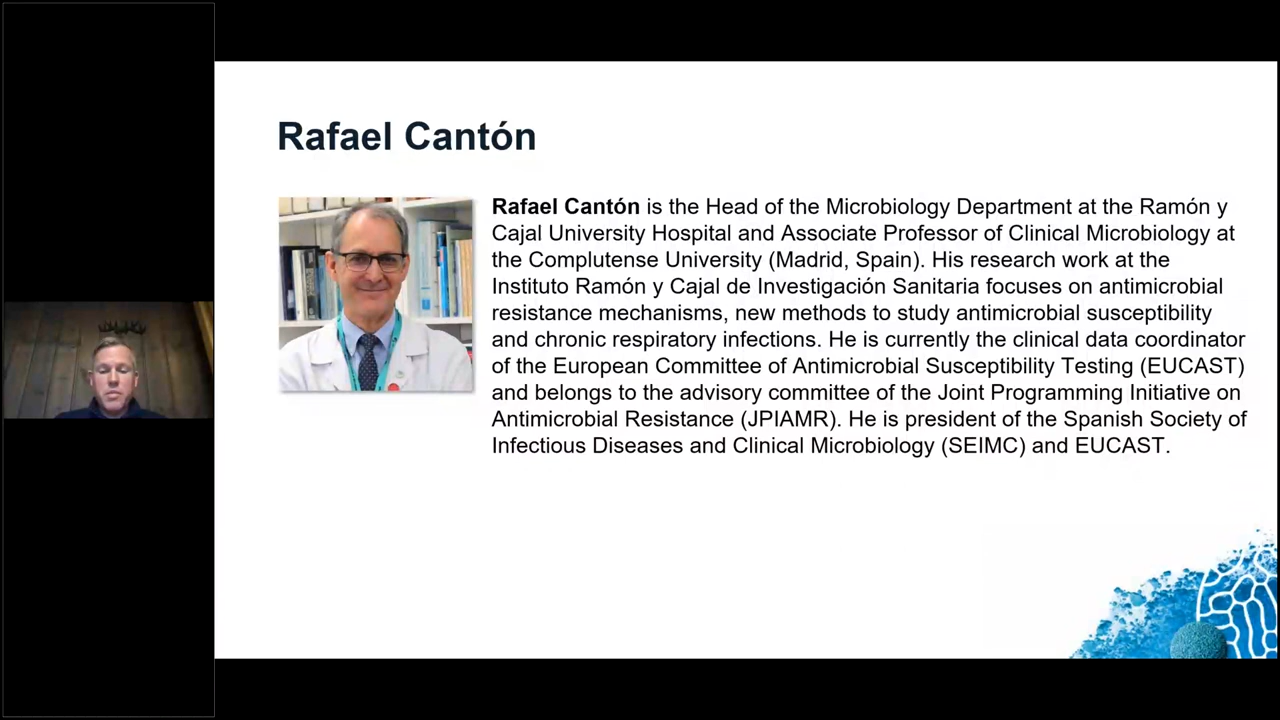 Rafael Cantón
Rafael Cantón is the Head of the Microbiology Department at the Ramón y
Cajal University Hospital and Associate Professor of Clinical Microbiology at
the Complutense University (Madrid, Spain). His research work at the
Instituto Ramón y Cajal de Investigación Sanitaria focuses on antimicrobial
resistance mechanisms, new methods to study antimicrobial susceptibility
and chronic respiratory infections. He is currently the clinical data coordinator
of the European Committee of Antimicrobial Susceptibility Testing (EUCAST)
and belongs to the advisory committee of the Joint Programming Initiative on
Antimicrobial Resistance (JPIAMR). He is president of the Spanish Society of
Infectious Diseases and Clinical Microbiology (SEIMC) and EUCAST.